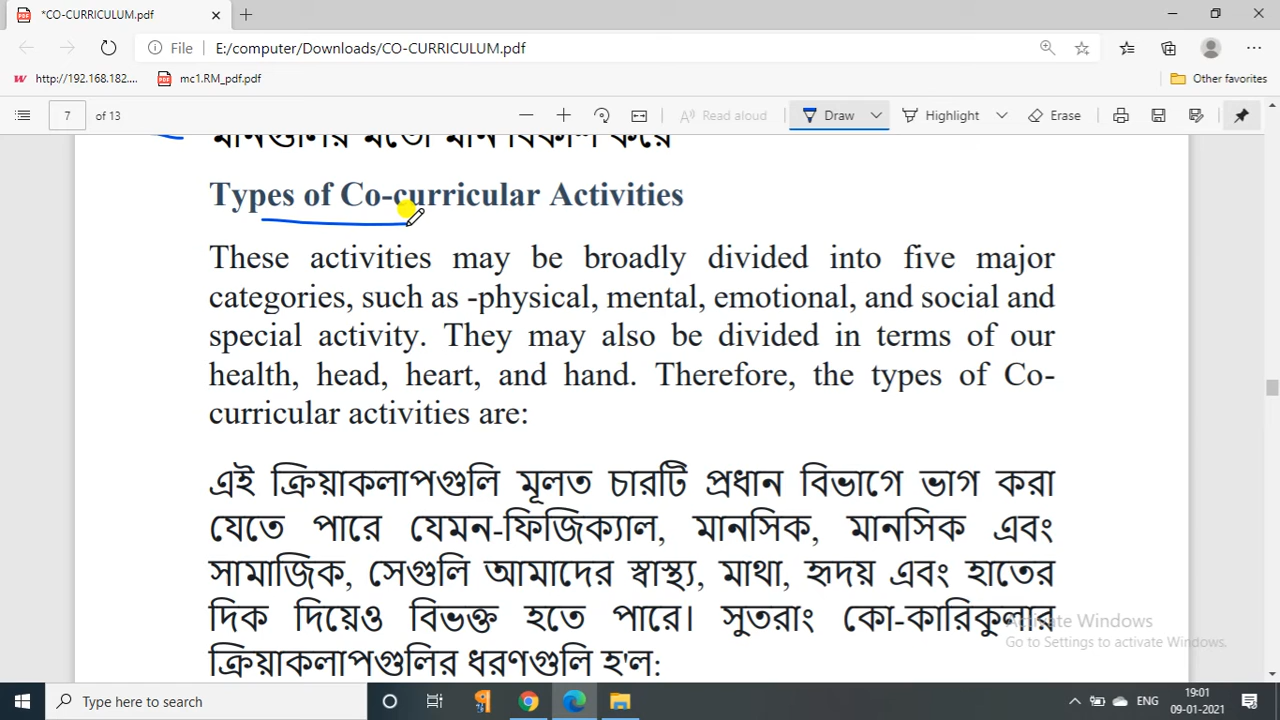 *CO-CURRICULUM.pdf
File E:/computer/Downloads/CO-CURRICULUM.pdf
http://192.168.182.... mc1.RM_pdf.pdf Other favorites
7 of 13 Read aloud Draw Highlight Erase
মানগুলির মতো মান বিকাশ করে
Types of Co-curricular Activities
These activities may be broadly divided into five major
categories, such as -physical, mental, emotional, and social and
special activity. They may also be divided in terms of our
health, head, heart, and hand. Therefore, the types of Co-
curricular activities are:
এই ক্রিয়াকলাপগুলি মূলত চারটি প্রধান বিভাগে ভাগ করা
যেতে পারে যেমন-ফিজিক্যাল, মানসিক, মানসিক এবং
সামাজিক, সেগুলি আমাদের স্বাস্থ্য, মাথা, হৃদয় এবং হাতের
দিক দিয়েও বিভক্ত হতে পারে। সুতরাং কো-কারিকুলার
ক্রিয়াকলাপগুলির ধরণগুলি হ'ল:
Activate Windows
Go to Settings to activate Windows.
Type here to search ENG 19:01
09-01-2021